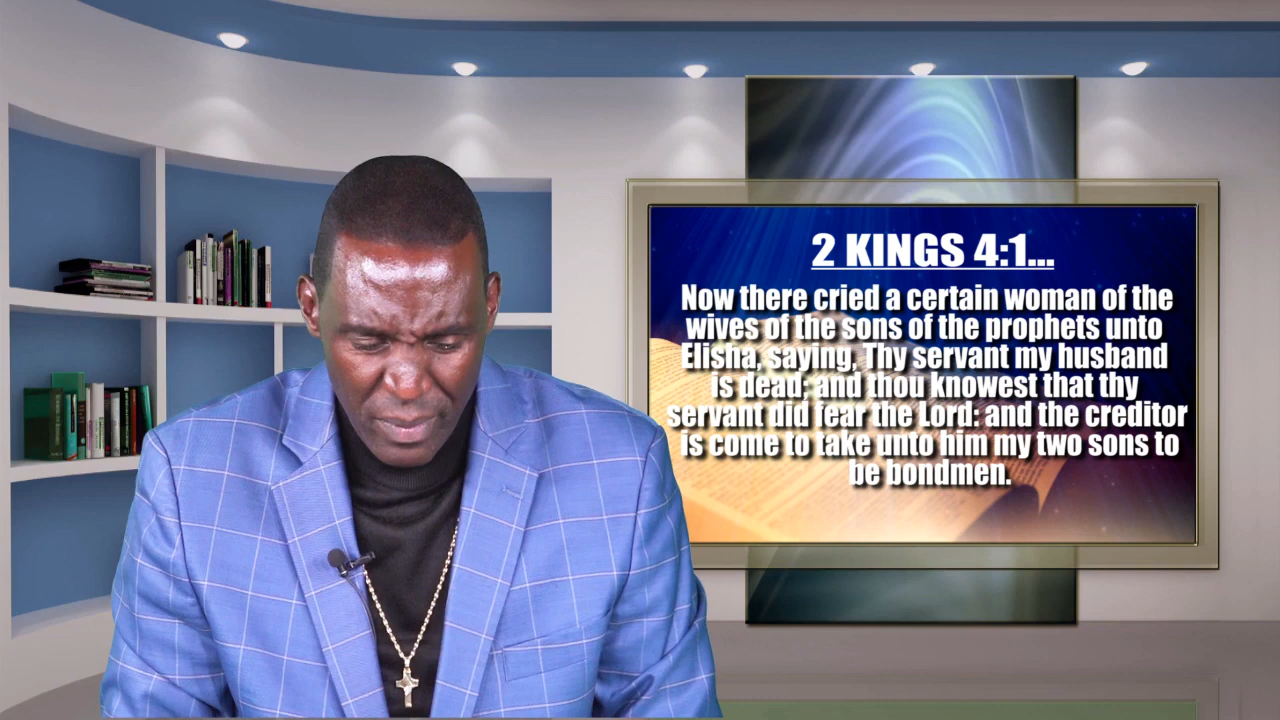 2 KINGS 4:1...
Now there cried a certain woman of the
wives of the sons of the prophets unto
Elisha, saying, Thy servant my husband
is dead; and thou knowest that thy
servant did fear the Lord: and the creditor
is come to take unto him my two sons to
be bondmen.